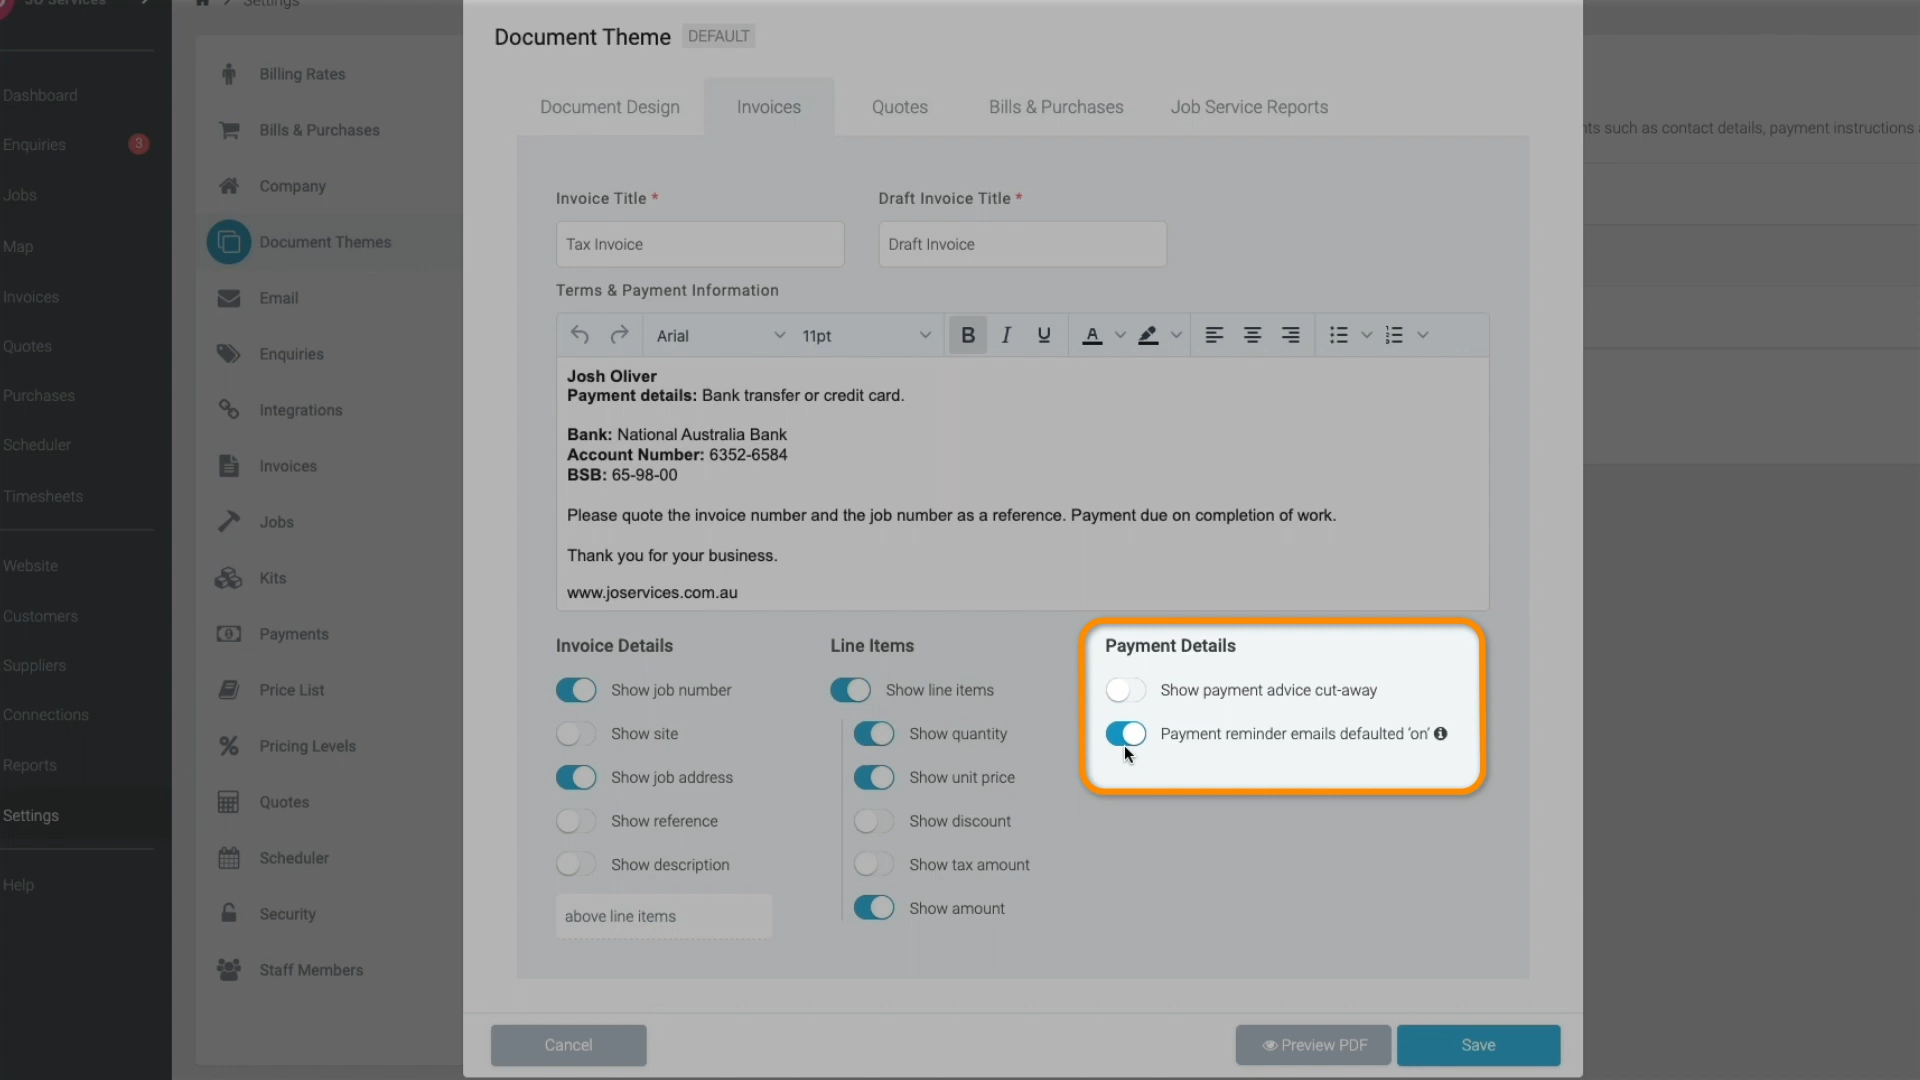 Settings
Dashboard
Enquiries 3
Jobs
Map
Invoices
Quotes
Purchases
Scheduler
Timesheets
Website
Customers
Suppliers
Connections
Reports
Settings
Help
Billing Rates
Bills & Purchases
Company
Document Themes
Email
Enquiries
Integrations
Invoices
Jobs
Kits
Payments
Price List
Pricing Levels
Quotes
Scheduler
Security
Staff Members
Document Theme DEFAULT
Document Design Invoices Quotes Bills & Purchases Job Service Reports
Invoice Title * Draft Invoice Title *
Tax Invoice Draft Invoice
Terms & Payment Information
Arial 11pt B I U A
Josh Oliver
Payment details: Bank transfer or credit card.
Bank: National Australia Bank
Account Number: 6352-6584
BSB: 65-98-00
Please quote the invoice number and the job number as a reference. Payment due on completion of work.
Thank you for your business.
www.joservices.com.au
Invoice Details
Show job number
Show site
Show job address
Show reference
Show description
above line items
Line Items
Show line items
Show quantity
Show unit price
Show discount
Show tax amount
Show amount
Payment Details
Show payment advice cut-away
Payment reminder emails defaulted 'on'
Cancel Preview PDF Save
such as contact details, payment instructions